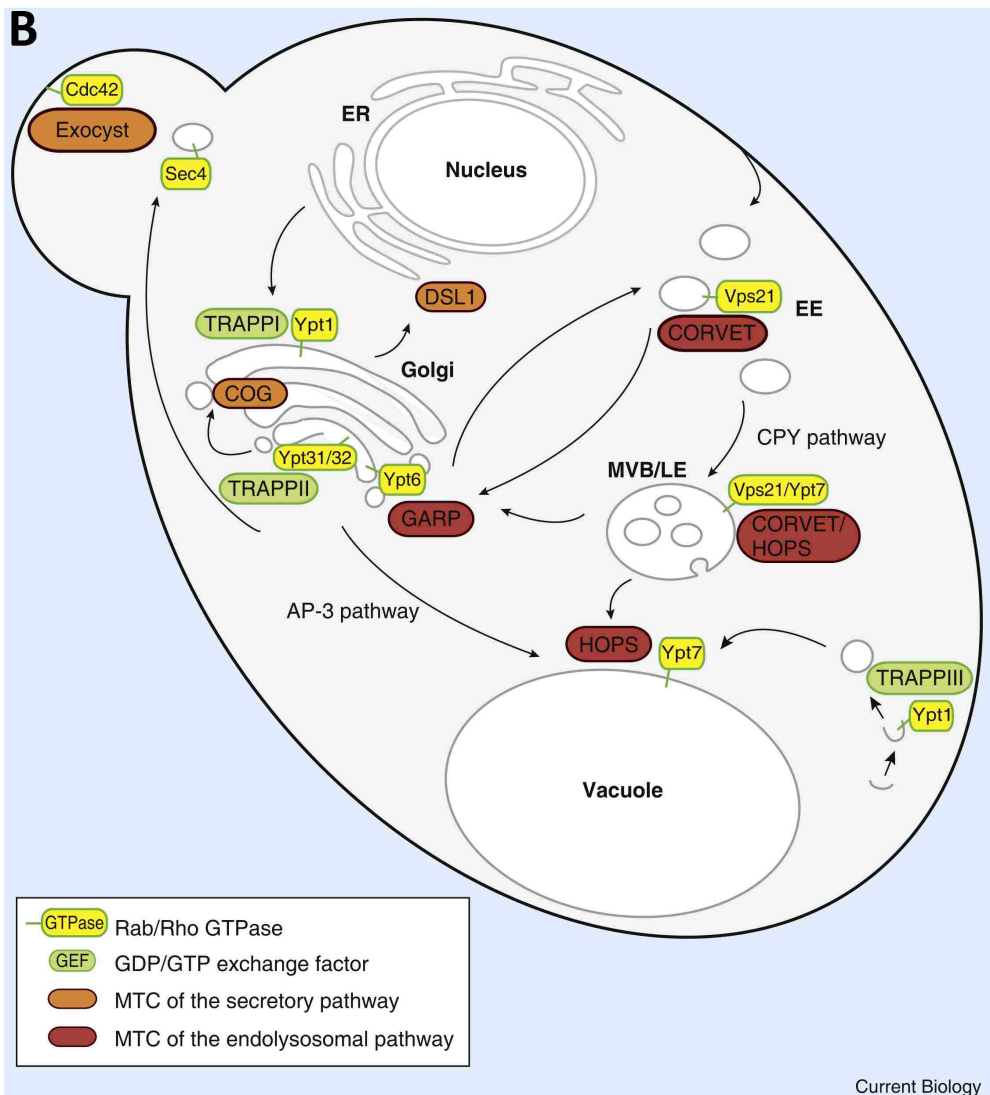 B
Cdc42
Exocyst
Sec4
ER
Nucleus
DSL1
TRAPPI
Ypt1
Golgi
COG
Ypt31/32
TRAPPII
Ypt6
GARP
Vps21
EE
CORVET
CPY pathway
MVB/LE
Vps21/Ypt7
CORVET/
HOPS
AP-3 pathway
HOPS
Ypt7
TRAPPIII
Ypt1
Vacuole
GTPase Rab/Rho GTPase
GEF GDP/GTP exchange factor
MTC of the secretory pathway
MTC of the endolysosomal pathway
Current Biology